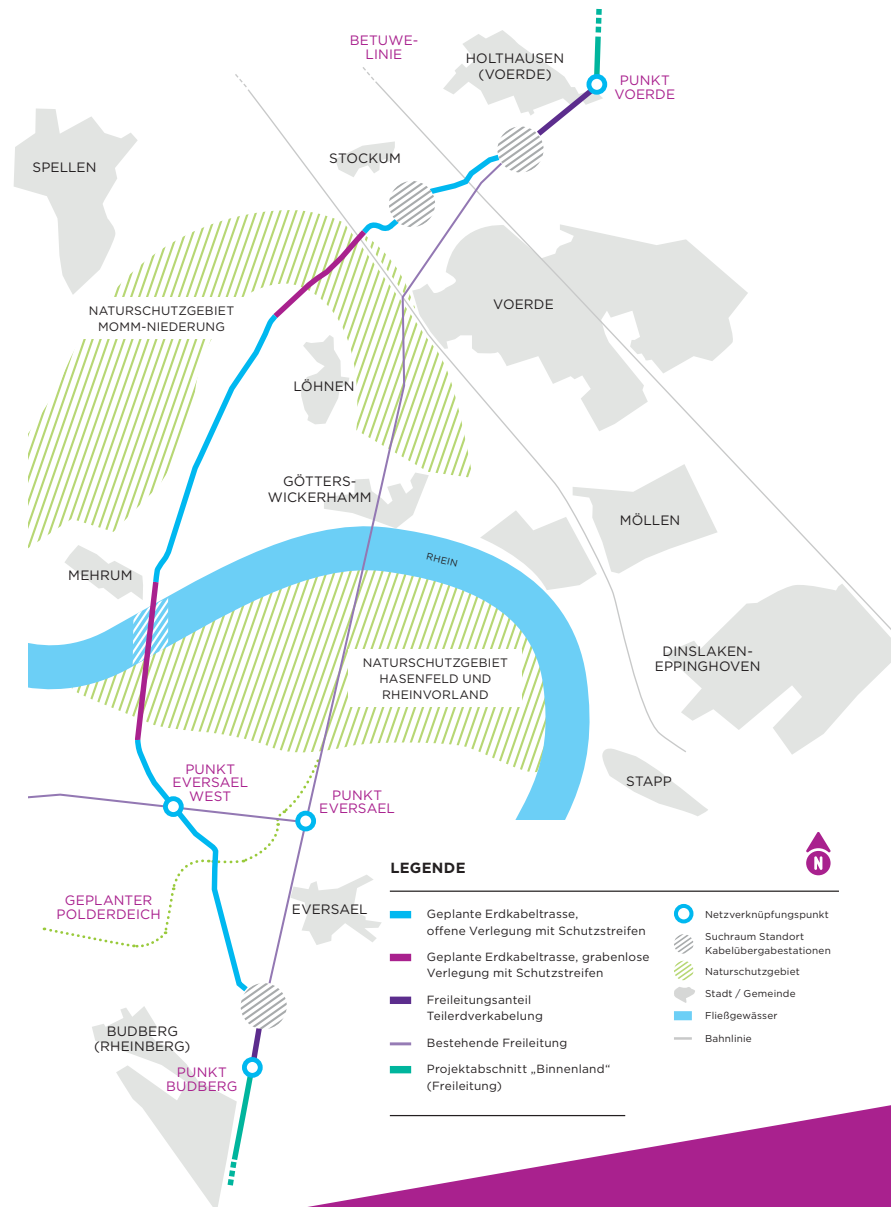 BETUWE-
LINIE
HOLTHAUSEN
(VOERDE)
PUNKT
VOERDE
STOCKUM
SPELLEN
NATURSCHUTZGEBIET
MOMM-NIEDERUNG
VOERDE
LÖHNEN
GÖTTERS-
WICKERHAMM
MÖLLEN
RHEIN
MEHRUM
DINSLAKEN-
EPPINGHOVEN
NATURSCHUTZGEBIET
HASENFELD UND
RHEINVORLAND
PUNKT
EVERSAEL
WEST
PUNKT
EVERSAEL
STAPP
GEPLANTER
POLDERDEICH
EVERSAEL
BUDBERG
(RHEINBERG)
PUNKT
BUDBERG
N
LEGENDE
Geplante Erdkabeltrasse,
offene Verlegung mit Schutzstreifen
Geplante Erdkabeltrasse, grabenlose
Verlegung mit Schutzstreifen
Freileitungsanteil
Teilerdverkabelung
Bestehende Freileitung
Projektabschnitt „Binnenland“
(Freileitung)
Netzverknüpfungspunkt
Suchraum Standort
Kabelübergabestationen
Naturschutzgebiet
Stadt / Gemeinde
Fließgewässer
Bahnlinie